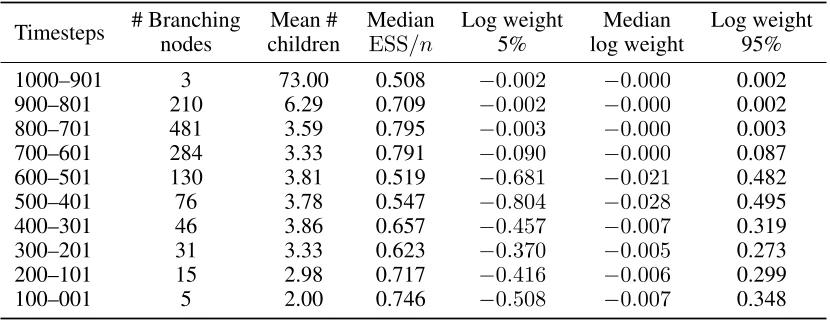 Timesteps # Branching nodes Mean # children Median ESS/n Log weight 5% Median log weight Log weight 95%
1000–901 3 73.00 0.508 −0.002 −0.000 0.002
900–801 210 6.29 0.709 −0.002 −0.000 0.002
800–701 481 3.59 0.795 −0.003 −0.000 0.003
700–601 284 3.33 0.791 −0.090 −0.000 0.087
600–501 130 3.81 0.519 −0.681 −0.021 0.482
500–401 76 3.78 0.547 −0.804 −0.028 0.495
400–301 46 3.86 0.657 −0.457 −0.007 0.319
300–201 31 3.33 0.623 −0.370 −0.005 0.273
200–101 15 2.98 0.717 −0.416 −0.006 0.299
100–001 5 2.00 0.746 −0.508 −0.007 0.348